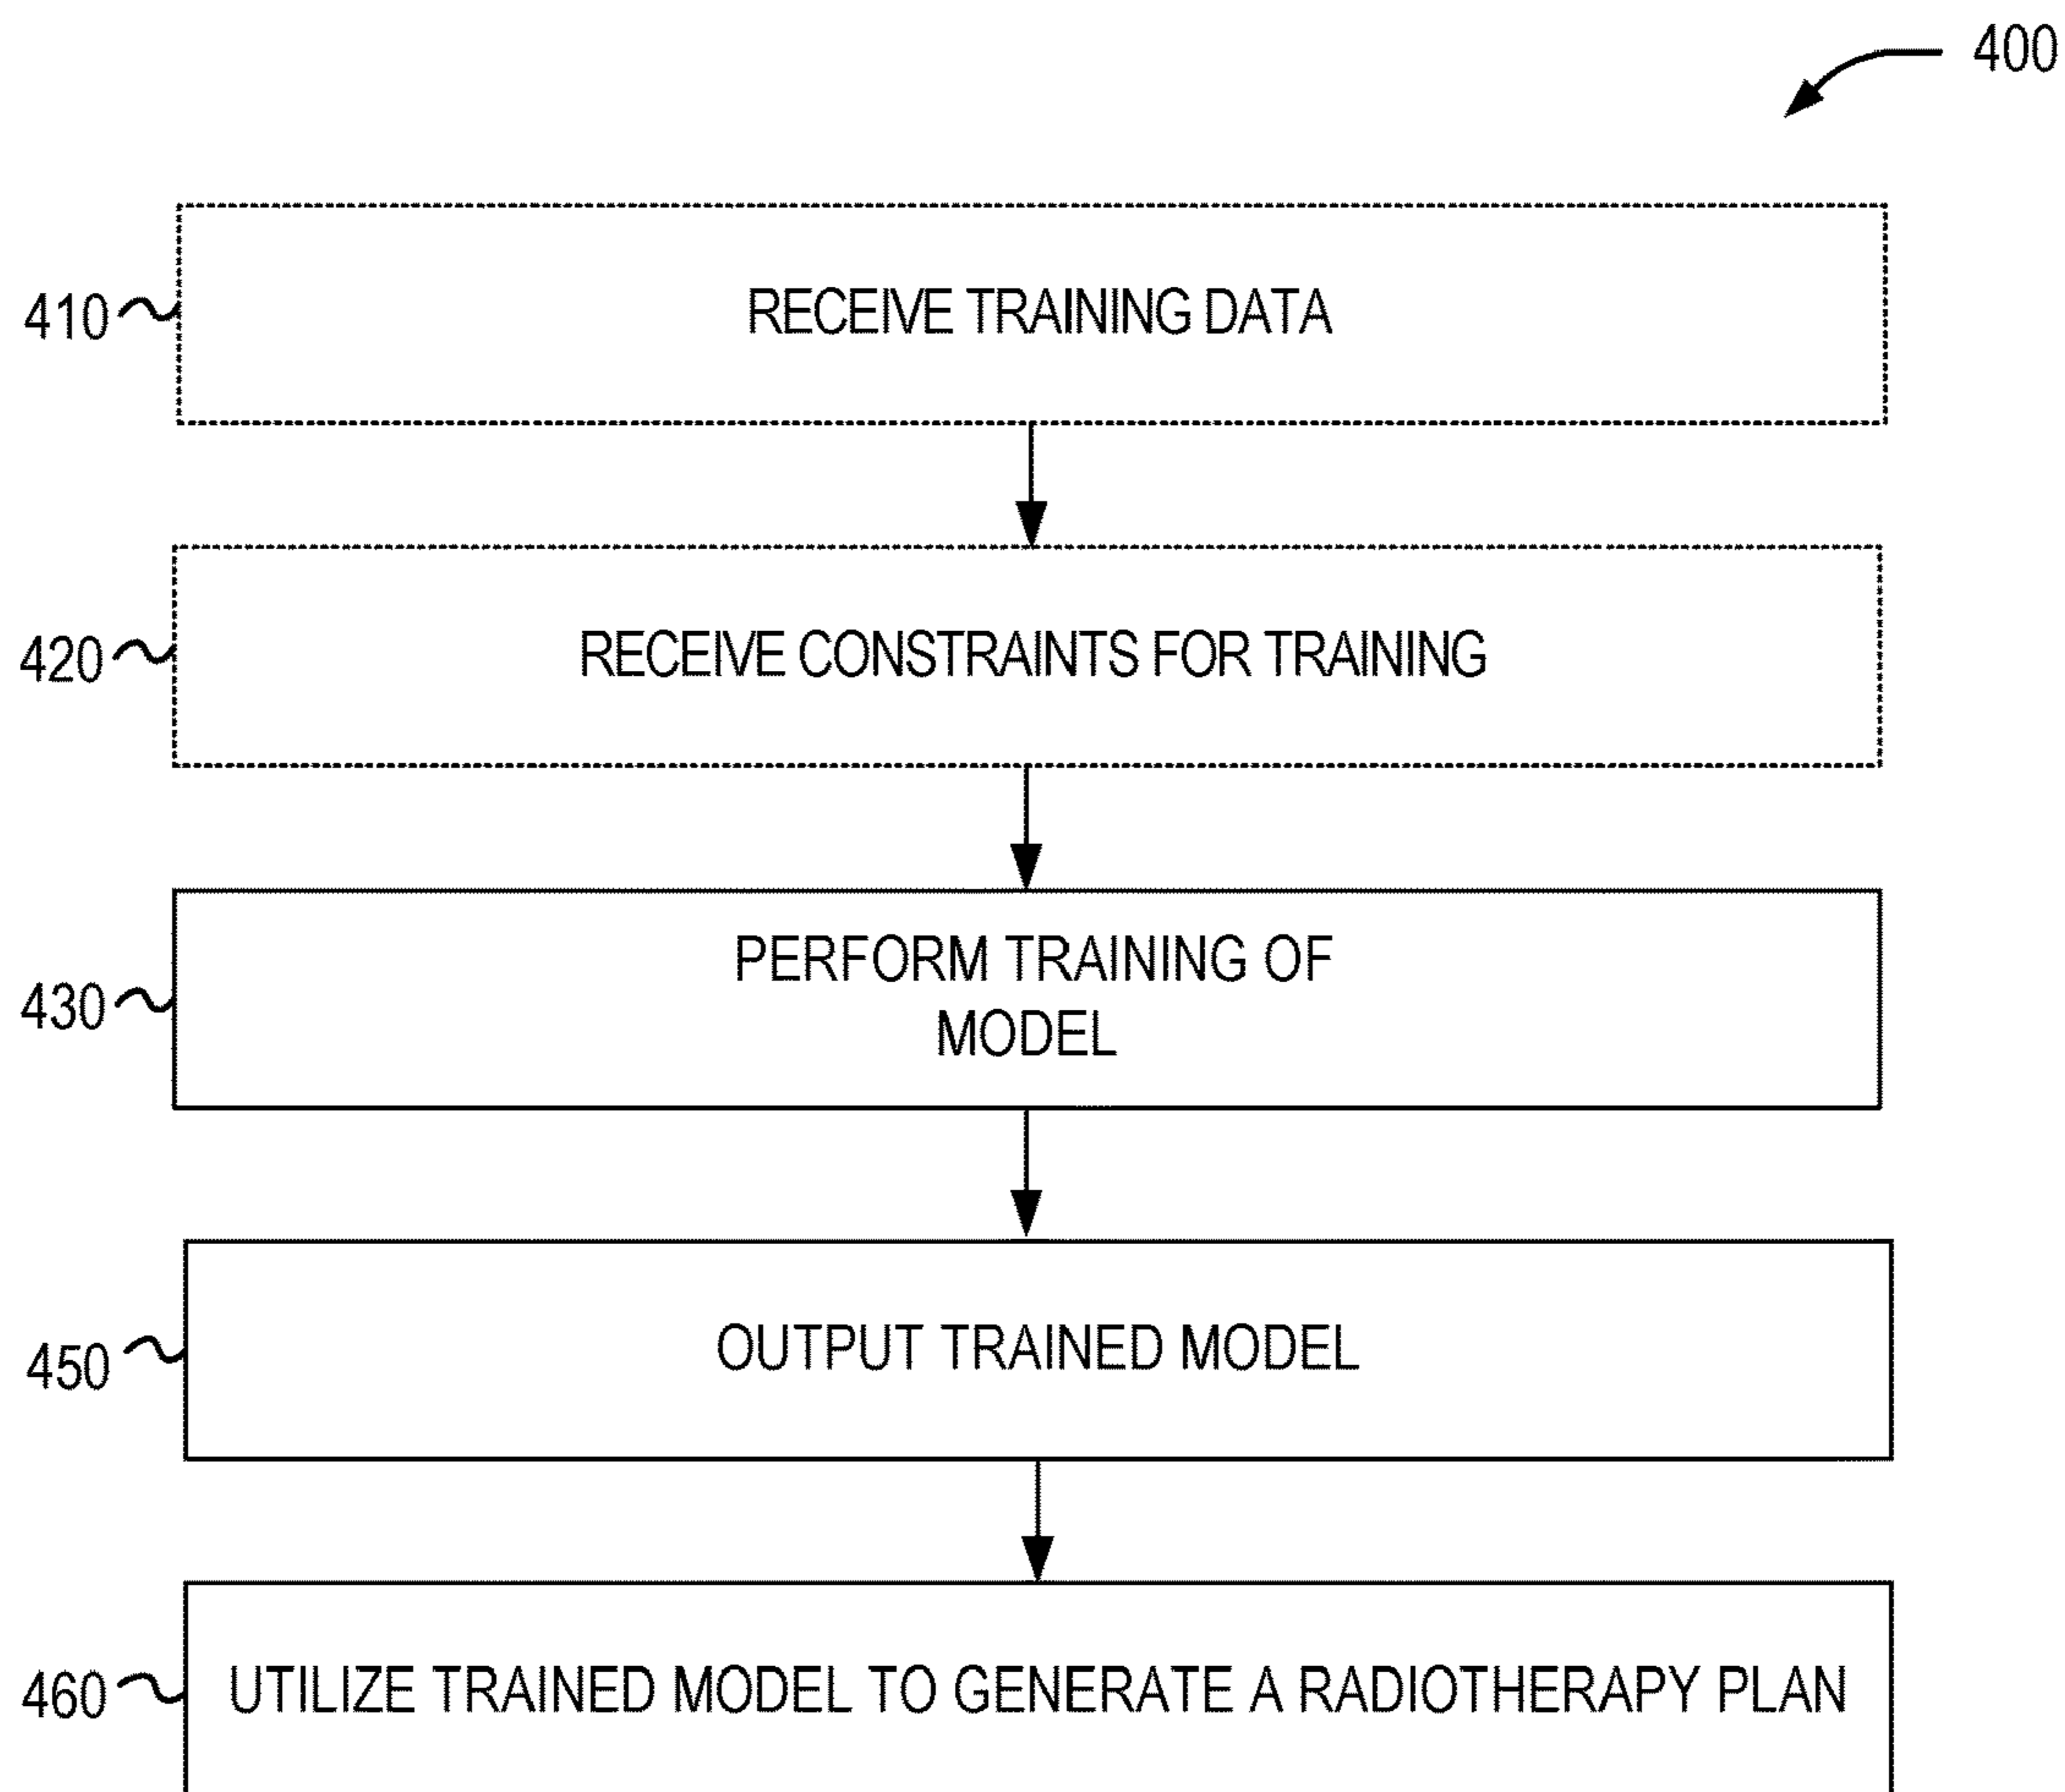 400
410
RECEIVE TRAINING DATA
420
RECEIVE CONSTRAINTS FOR TRAINING
430
PERFORM TRAINING OF
MODEL
450
OUTPUT TRAINED MODEL
460
UTILIZE TRAINED MODEL TO GENERATE A RADIOTHERAPY PLAN